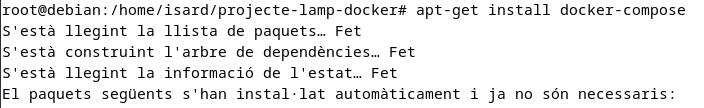 root@debian:/home/isard/projecte-lamp-docker# apt-get install docker-compose
S'està llegint la llista de paquets… Fet
S'està construint l'arbre de dependències… Fet
S'està llegint la informació de l'estat… Fet
El paquets següents s'han instal·lat automàticament i ja no són necessaris: